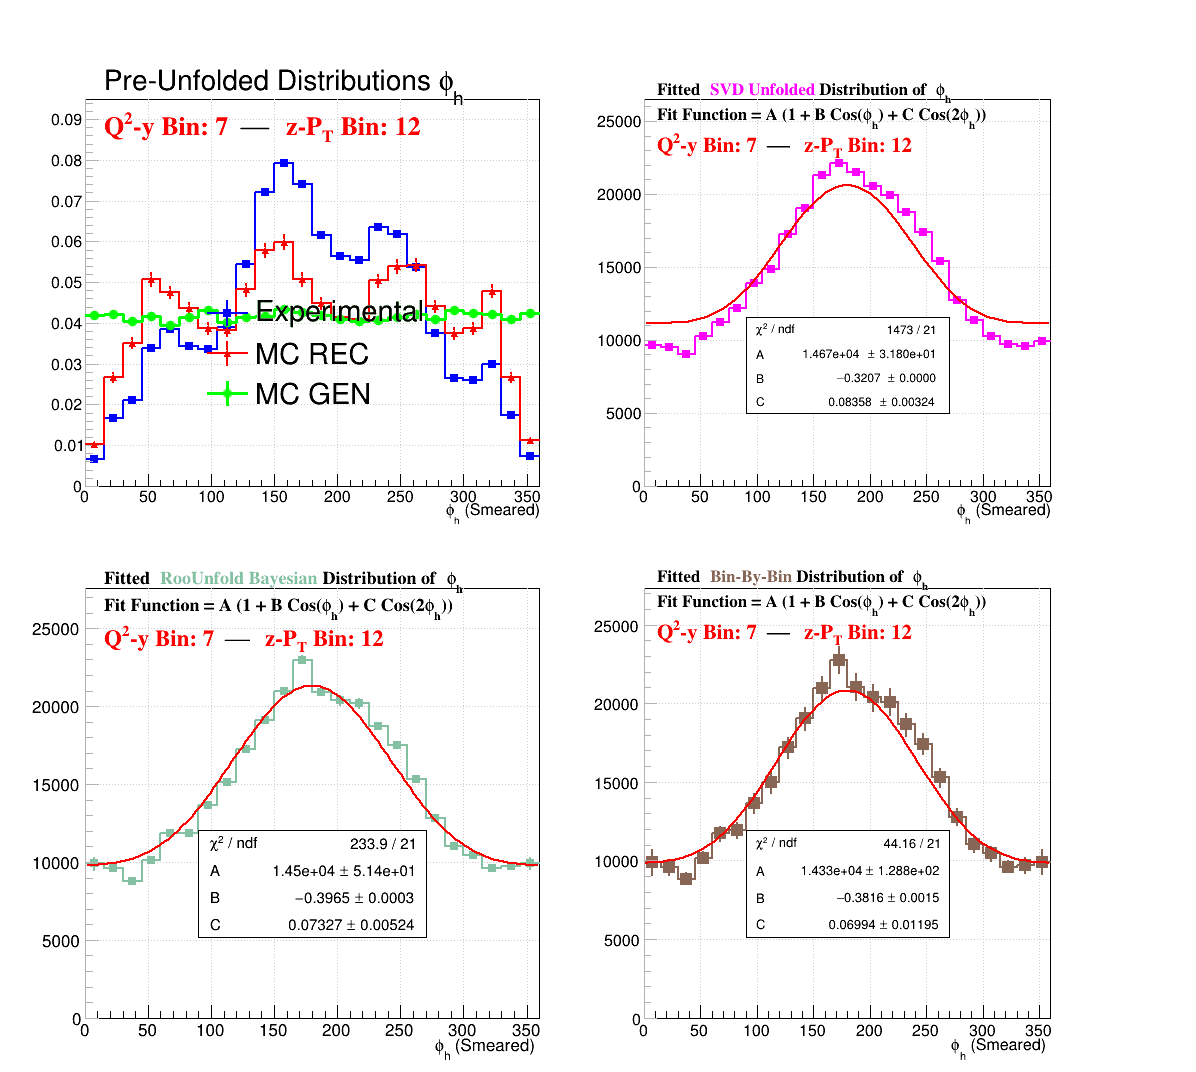 Pre-Unfolded Distributions ϕh
Q2-y Bin: 7 — z-PT Bin: 12
0.09
0.08
0.07
0.06
0.05
0.04
0.03
0.02
0.01
0
Experimental
MC REC
MC GEN
0 50 100 150 200 250 300 350
ϕh (Smeared)
Fitted SVD Unfolded Distribution of ϕh
Fit Function = A (1 + B Cos(ϕh) + C Cos(2ϕh))
Q2-y Bin: 7 — z-PT Bin: 12
25000
20000
15000
10000
5000
0
χ2 / ndf 1473 / 21
A 1.467e+04 ± 3.180e+01
B −0.3207 ± 0.0000
C 0.08358 ± 0.00324
0 50 100 150 200 250 300 350
ϕh (Smeared)
Fitted RooUnfold Bayesian Distribution of ϕh
Fit Function = A (1 + B Cos(ϕh) + C Cos(2ϕh))
Q2-y Bin: 7 — z-PT Bin: 12
25000
20000
15000
10000
5000
0
χ2 / ndf 233.9 / 21
A 1.45e+04 ± 5.14e+01
B −0.3965 ± 0.0003
C 0.07327 ± 0.00524
0 50 100 150 200 250 300 350
ϕh (Smeared)
Fitted Bin-By-Bin Distribution of ϕh
Fit Function = A (1 + B Cos(ϕh) + C Cos(2ϕh))
Q2-y Bin: 7 — z-PT Bin: 12
25000
20000
15000
10000
5000
0
χ2 / ndf 44.16 / 21
A 1.433e+04 ± 1.288e+02
B −0.3816 ± 0.0015
C 0.06994 ± 0.01195
0 50 100 150 200 250 300 350
ϕh (Smeared)